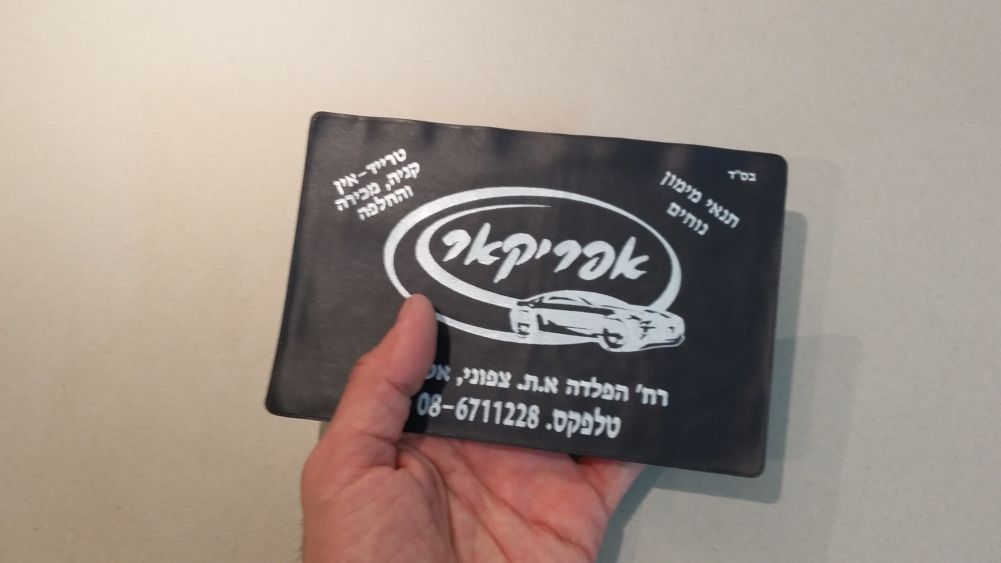 בס"ד
תנאי מימון
נוחים
טרייד-אין
קניה, מכירה
והחלפה
אפריקאר
רח' הפלדה א.ת. צפוני,
טלפקס. 08-6711228